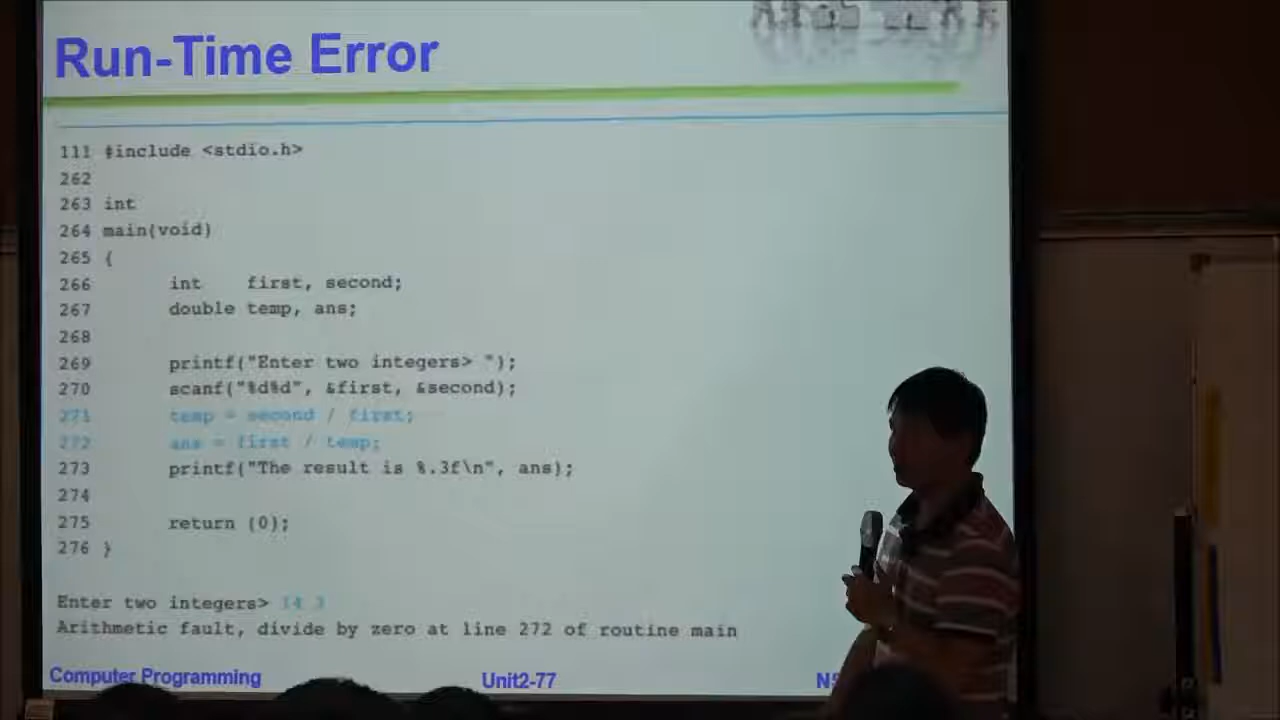 Run-Time Error
111 #include <stdio.h>
262
263 int
264 main(void)
265 {
266 int first, second;
267 double temp, ans;
268
269 printf("Enter two integers> ");
270 scanf("%d%d", &first, &second);
271 temp = second / first;
272 ans = first / temp;
273 printf("The result is %.3f\n", ans);
274
275 return (0);
276 }
Enter two integers> 14 3
Arithmetic fault, divide by zero at line 272 of routine main
Computer Programming Unit2-77